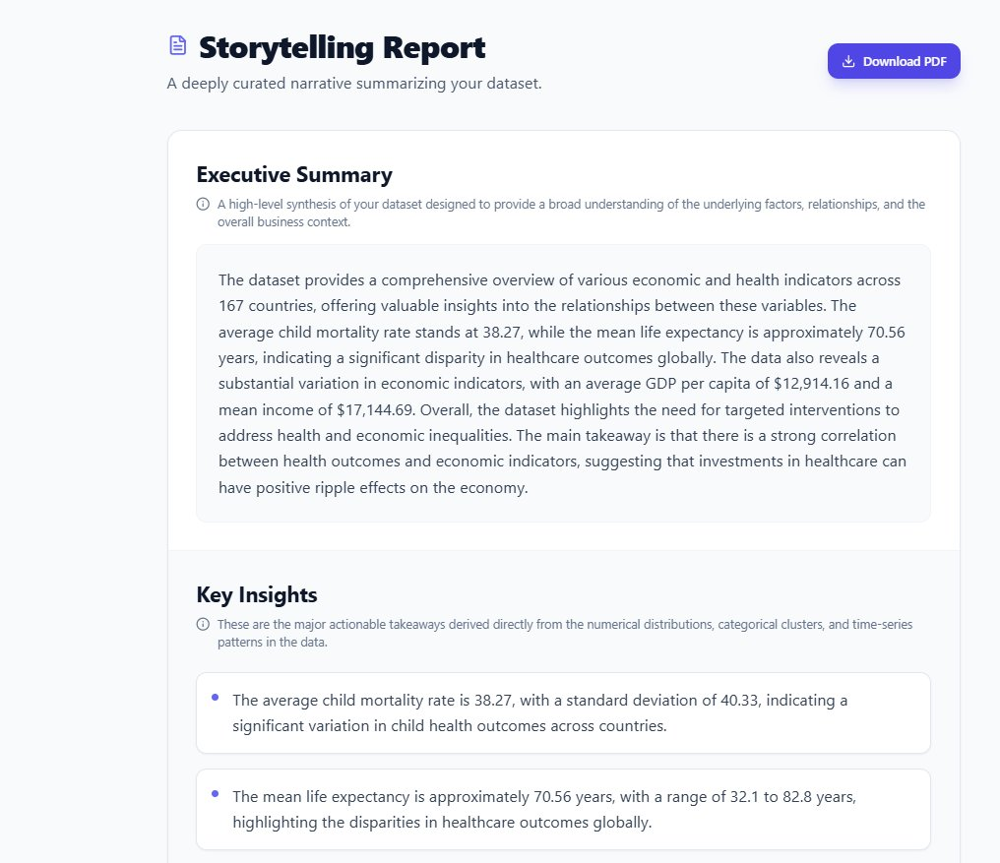 Storytelling Report
A deeply curated narrative summarizing your dataset.
Download PDF
Executive Summary
A high-level synthesis of your dataset designed to provide a broad understanding of the underlying factors, relationships, and the
overall business context.
The dataset provides a comprehensive overview of various economic and health indicators across
167 countries, offering valuable insights into the relationships between these variables. The
average child mortality rate stands at 38.27, while the mean life expectancy is approximately 70.56
years, indicating a significant disparity in healthcare outcomes globally. The data also reveals a
substantial variation in economic indicators, with an average GDP per capita of $12,914.16 and a
mean income of $17,144.69. Overall, the dataset highlights the need for targeted interventions to
address health and economic inequalities. The main takeaway is that there is a strong correlation
between health outcomes and economic indicators, suggesting that investments in healthcare can
have positive ripple effects on the economy.
Key Insights
These are the major actionable takeaways derived directly from the numerical distributions, categorical clusters, and time-series
patterns in the data.
The average child mortality rate is 38.27, with a standard deviation of 40.33, indicating a
significant variation in child health outcomes across countries.
The mean life expectancy is approximately 70.56 years, with a range of 32.1 to 82.8 years,
highlighting the disparities in healthcare outcomes globally.